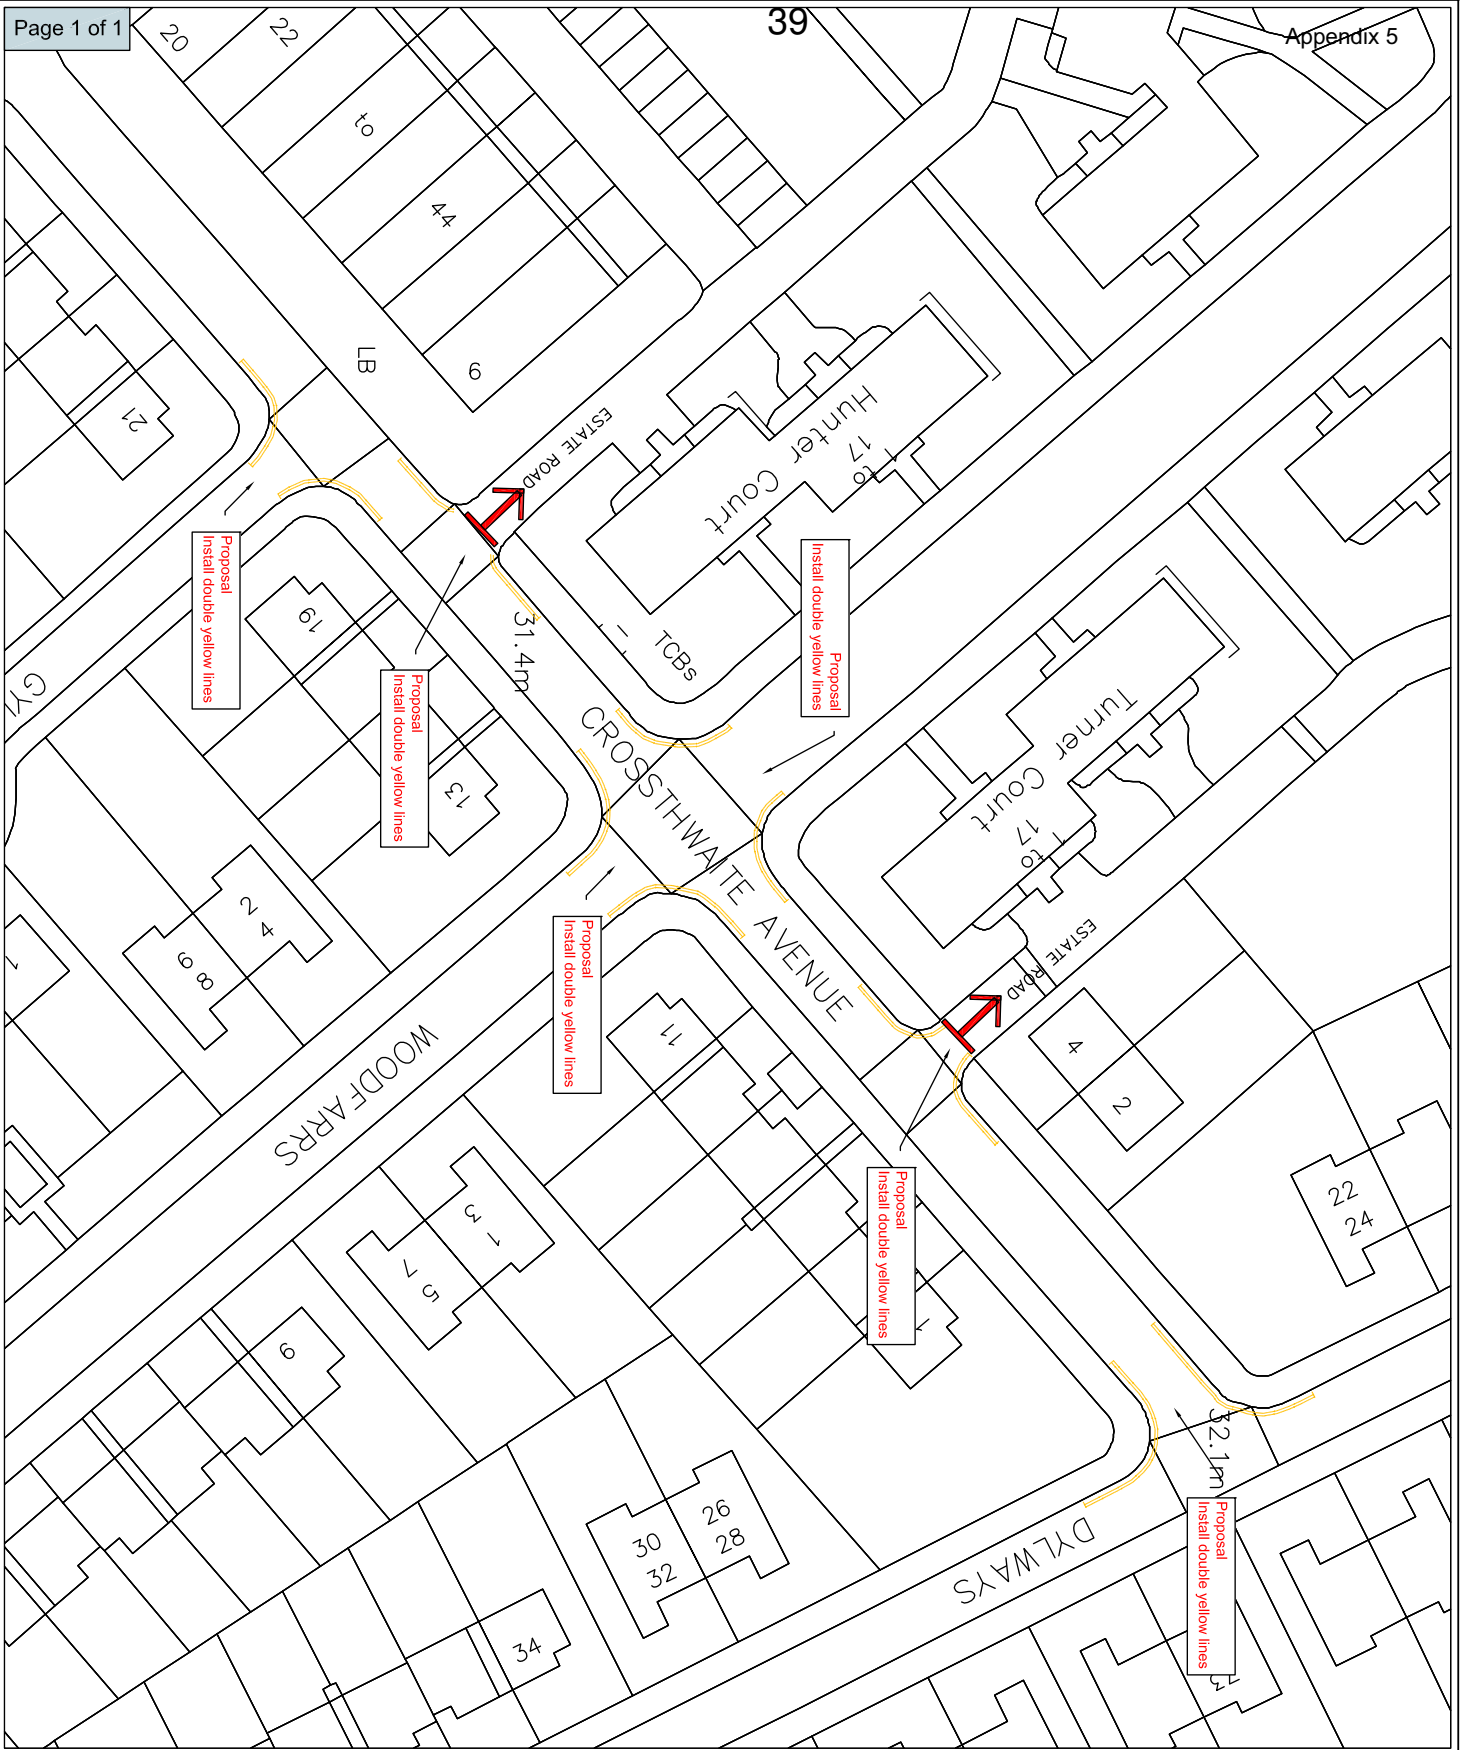 Page 1 of 1
39
Appendix 5
20
22
to
44
6
LB
21
ESTATE ROAD
Hunter Court
1 to 17
Proposal
Install double yellow lines
Proposal
Install double yellow lines
Proposal
Install double yellow lines
19
31.4m
TCBs
13
CROSSTHWAITE AVENUE
Turner Court
1 to 17
2
4
6
8
Proposal
Install double yellow lines
ESTATE ROAD
4
2
11
WOODFARRS
Proposal
Install double yellow lines
22
24
1
3
5
7
9
1
32.1m
Proposal
Install double yellow lines
DYLWAYS
26
28
30
32
34